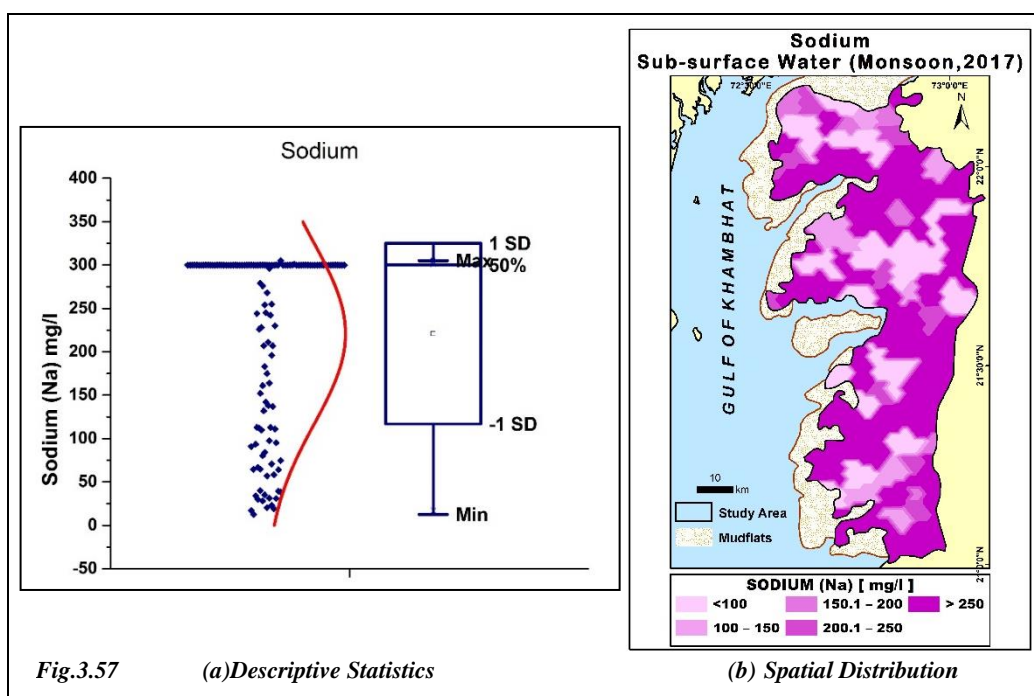 Sodium
400
350
300
250
200
150
100
50
0
-50
Sodium (Na) mg/l
1 SD
Max
50%
-1 SD
Min
Sodium
Sub-surface Water (Monsoon,2017)
72°30'0"E
73°0'0"E
N
22°0'0"N
21°30'0"N
21°0'0"N
GULF OF KHAMBHAT
10
km
Study Area
Mudflats
SODIUM (Na) [ mg/l ]
<100 150.1 – 200 > 250
100 – 150 200.1 – 250
Fig.3.57 (a)Descriptive Statistics (b) Spatial Distribution